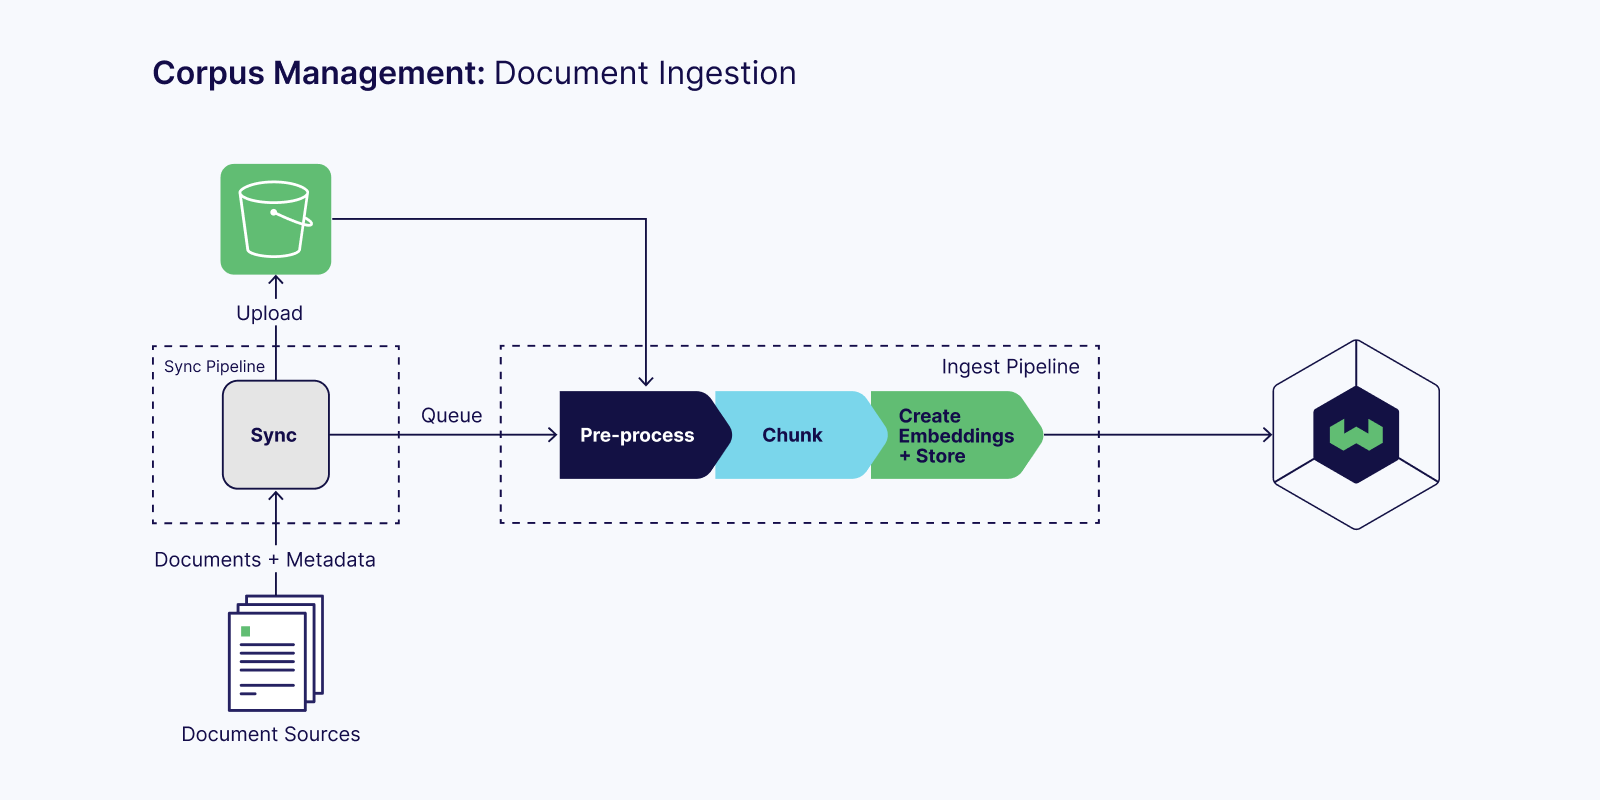 Corpus Management: Document Ingestion
Upload
Sync Pipeline
Sync
Queue
Ingest Pipeline
Pre-process
Chunk
Create
Embeddings
+ Store
Documents + Metadata
Document Sources